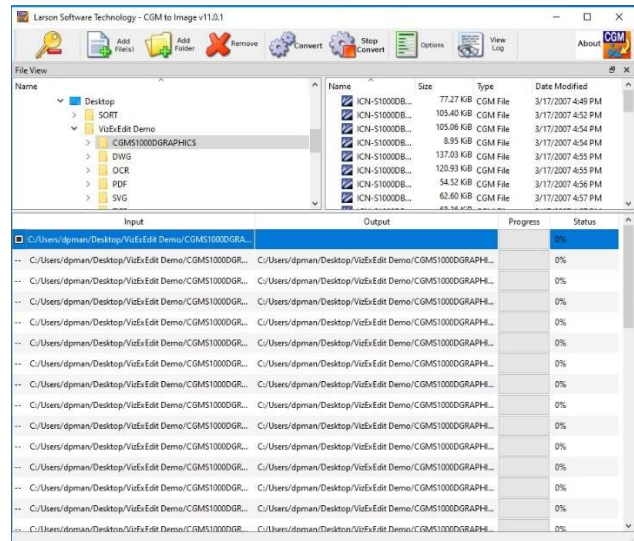 Larson Software Technology - CGM to Image v11.0.1
Add File(s) Add Folder Remove Convert Stop Convert Options View Log About CGM
File View
Name Name Size Type Date Modified
Desktop ICN-S1000DB... 77.27 KiB CGM File 3/17/2007 4:49 PM
SORT ICN-S1000DB... 105.40 KiB CGM File 3/17/2007 4:52 PM
VizExEdit Demo ICN-S1000DB... 105.06 KiB CGM File 3/17/2007 4:54 PM
CGMS1000DGRAPHICS ICN-S1000DB... 8.95 KiB CGM File 3/17/2007 4:54 PM
DWG ICN-S1000DB... 137.03 KiB CGM File 3/17/2007 4:55 PM
OCR ICN-S1000DB... 120.93 KiB CGM File 3/17/2007 4:55 PM
PDF ICN-S1000DB... 54.52 KiB CGM File 3/17/2007 4:56 PM
SVG ICN-S1000DB... 62.60 KiB CGM File 3/17/2007 4:57 PM
Input Output Progress Status
C:/Users/dpman/Desktop/VizExEdit Demo/CGMS1000DGRA... 0%
-- C:/Users/dpman/Desktop/VizExEdit Demo/CGMS1000DGR... C:/Users/dpman/Desktop/VizExEdit Demo/CGMS1000DGRAPHI... 0%
-- C:/Users/dpman/Desktop/VizExEdit Demo/CGMS1000DGR... C:/Users/dpman/Desktop/VizExEdit Demo/CGMS1000DGRAPHI... 0%
-- C:/Users/dpman/Desktop/VizExEdit Demo/CGMS1000DGR... C:/Users/dpman/Desktop/VizExEdit Demo/CGMS1000DGRAPHI... 0%
-- C:/Users/dpman/Desktop/VizExEdit Demo/CGMS1000DGR... C:/Users/dpman/Desktop/VizExEdit Demo/CGMS1000DGRAPHI... 0%
-- C:/Users/dpman/Desktop/VizExEdit Demo/CGMS1000DGR... C:/Users/dpman/Desktop/VizExEdit Demo/CGMS1000DGRAPHI... 0%
-- C:/Users/dpman/Desktop/VizExEdit Demo/CGMS1000DGR... C:/Users/dpman/Desktop/VizExEdit Demo/CGMS1000DGRAPHI... 0%
-- C:/Users/dpman/Desktop/VizExEdit Demo/CGMS1000DGR... C:/Users/dpman/Desktop/VizExEdit Demo/CGMS1000DGRAPHI... 0%
-- C:/Users/dpman/Desktop/VizExEdit Demo/CGMS1000DGR... C:/Users/dpman/Desktop/VizExEdit Demo/CGMS1000DGRAPHI... 0%
-- C:/Users/dpman/Desktop/VizExEdit Demo/CGMS1000DGR... C:/Users/dpman/Desktop/VizExEdit Demo/CGMS1000DGRAPHI... 0%
-- C:/Users/dpman/Desktop/VizExEdit Demo/CGMS1000DGR... C:/Users/dpman/Desktop/VizExEdit Demo/CGMS1000DGRAPHI... 0%
-- C:/Users/dpman/Desktop/VizExEdit Demo/CGMS1000DGR... C:/Users/dpman/Desktop/VizExEdit Demo/CGMS1000DGRAPHI... 0%
-- C:/Users/dpman/Desktop/VizExEdit Demo/CGMS1000DGR... C:/Users/dpman/Desktop/VizExEdit Demo/CGMS1000DGRAPHI... 0%
-- C:/Users/dpman/Desktop/VizExEdit Demo/CGMS1000DGR... C:/Users/dpman/Desktop/VizExEdit Demo/CGMS1000DGRAPHI... 0%
-- C:/Users/dpman/Desktop/VizExEdit Demo/CGMS1000DGR... C:/Users/dpman/Desktop/VizExEdit Demo/CGMS1000DGRAPHI... 0%